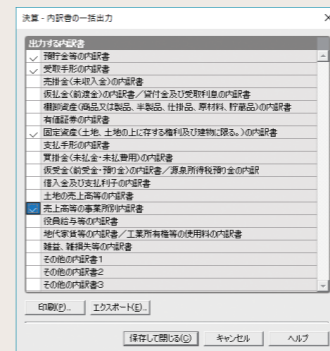 決算 - 内訳書の一括出力
出力する内訳書
預貯金等の内訳書
受取手形の内訳書
売掛金(未収入金)の内訳書
仮払金(前渡金)の内訳書／貸付金及び受取利息の内訳書
棚卸資産(商品又は製品、半製品、仕掛品、原材料、貯蔵品)の内訳書
有価証券の内訳書
固定資産(土地、土地の上に存する権利及び建物に限る。)の内訳書
支払手形の内訳書
買掛金(未払金・未払費用)の内訳書
仮受金(前受金・預り金)の内訳書／源泉所得税預り金の内訳
借入金及び支払利子の内訳書
土地の売上高等の内訳書
売上高等の事業所別内訳書
役員給与等の内訳書
地代家賃等の内訳書／工業所有権等の使用料の内訳書
雑益、雑損失等の内訳書
その他の内訳書1
その他の内訳書2
その他の内訳書3
印刷(P)... エクスポート(E)...
保存して閉じる(C) キャンセル ヘルプ